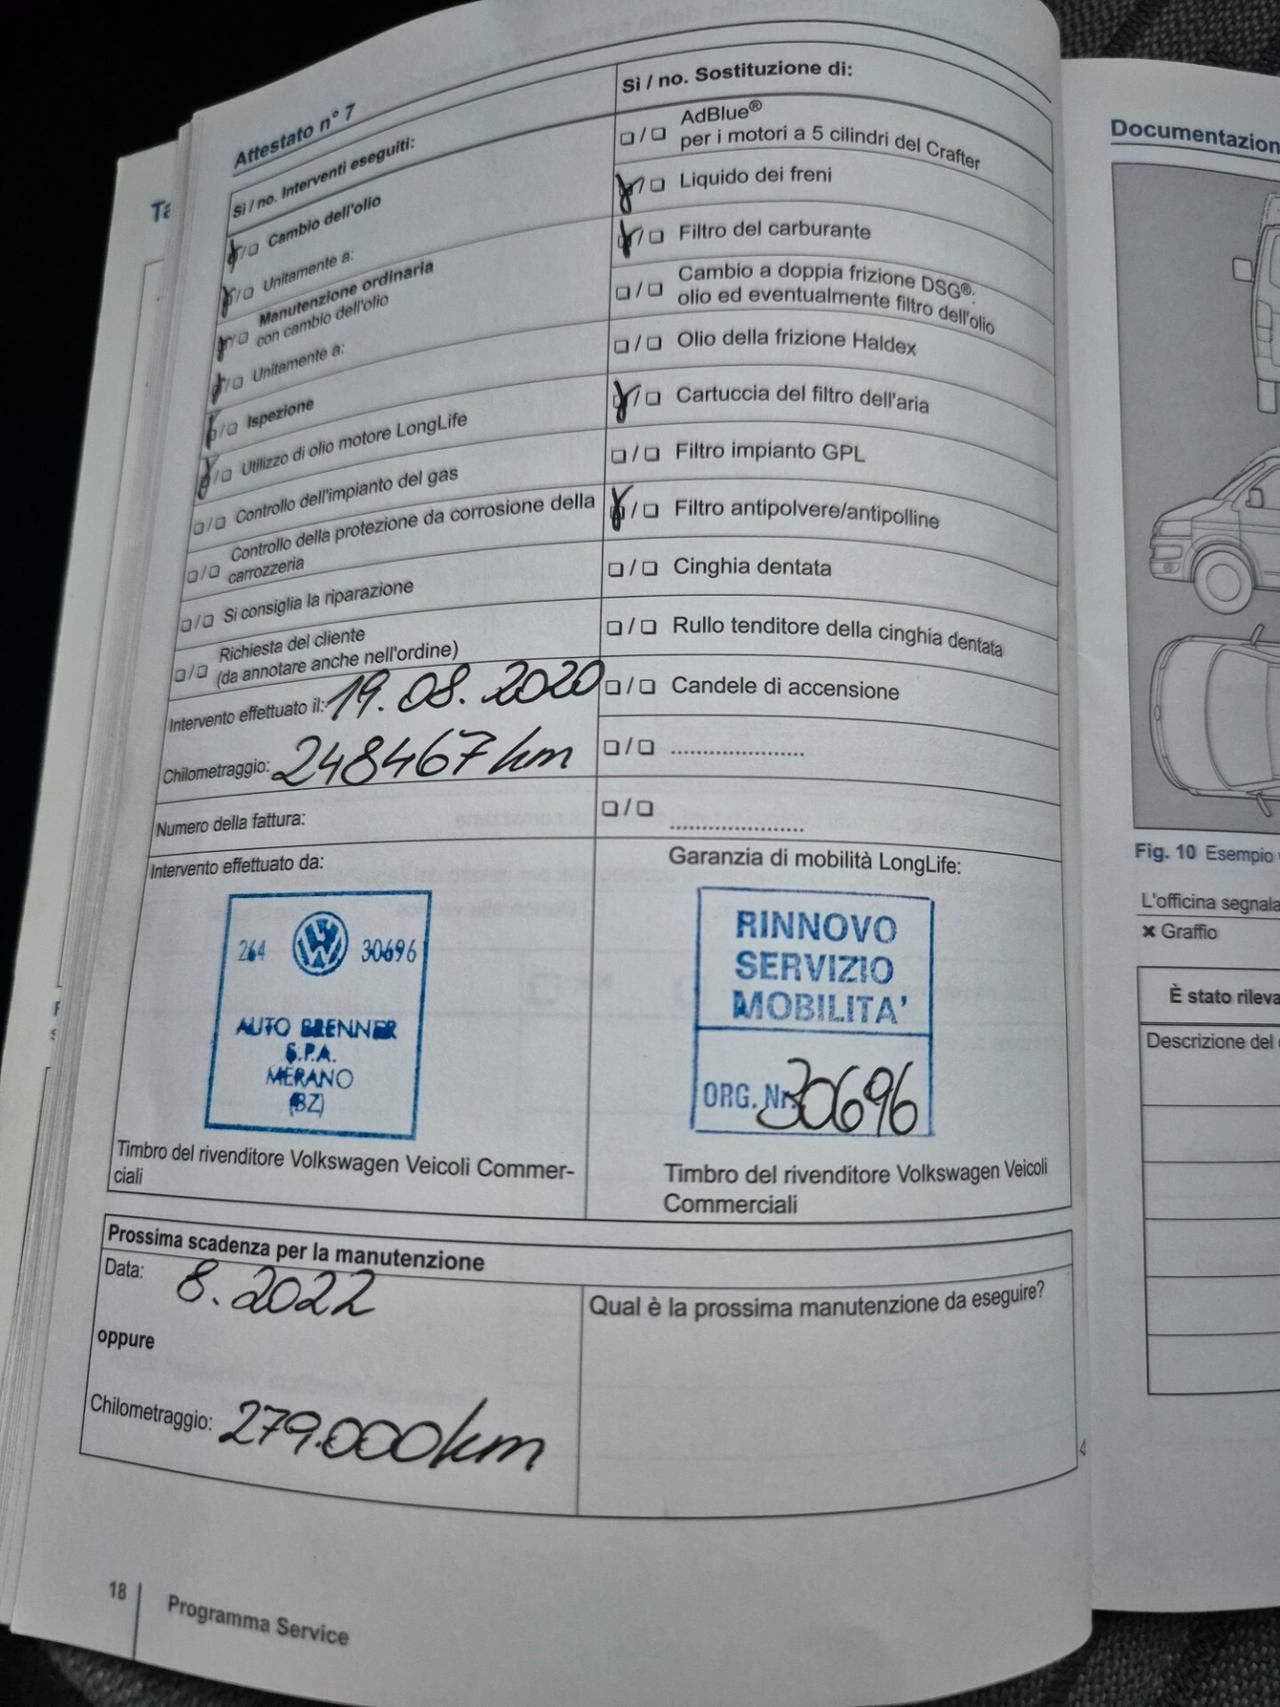 Attestato n° 7
Sì / no. Interventi eseguiti:
❏/❏ Cambio dell'olio
❏/❏ Unitamente a:
❏/❏ Manutenzione ordinaria
con cambio dell'olio
❏/❏ Unitamente a:
❏/❏ Ispezione
❏/❏ Utilizzo di olio motore LongLife
❏/❏ Controllo dell'impianto del gas
❏/❏ Controllo della protezione da corrosione della
carrozzeria
❏/❏ Si consiglia la riparazione
❏/❏ Richiesta del cliente
(da annotare anche nell'ordine)
Intervento effettuato il: 19.08.2020
Chilometraggio: 248467 km
Numero della fattura:
Intervento effettuato da:
264 30696
AUTO BRENNER
S.P.A.
MERANO
(BZ)
Timbro del rivenditore Volkswagen Veicoli Commer-
ciali
Sì / no. Sostituzione di:
❏/❏ AdBlue®
per i motori a 5 cilindri del Crafter
❏/❏ Liquido dei freni
❏/❏ Filtro del carburante
❏/❏ Cambio a doppia frizione DSG®:
olio ed eventualmente filtro dell'olio
❏/❏ Olio della frizione Haldex
❏/❏ Cartuccia del filtro dell'aria
❏/❏ Filtro impianto GPL
❏/❏ Filtro antipolvere/antipolline
❏/❏ Cinghia dentata
❏/❏ Rullo tenditore della cinghia dentata
❏/❏ Candele di accensione
❏/❏ ......................
❏/❏ ......................
Garanzia di mobilità LongLife:
RINNOVO
SERVIZIO
MOBILITA'
ORG. Nr. 30696
Timbro del rivenditore Volkswagen Veicoli
Commerciali
Prossima scadenza per la manutenzione
Data: 8.2022
oppure
Chilometraggio: 279.000 km
Qual è la prossima manutenzione da eseguire?
18 Programma Service
Documentazion
Fig. 10 Esempio
L'officina segnala
✖ Graffio
È stato rileva
Descrizione del